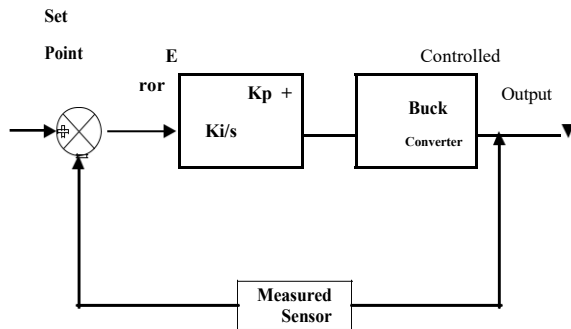 Set
Point
E
ror
Kp +
Ki/s
Controlled
Buck
Converter
Output
Measured
Sensor